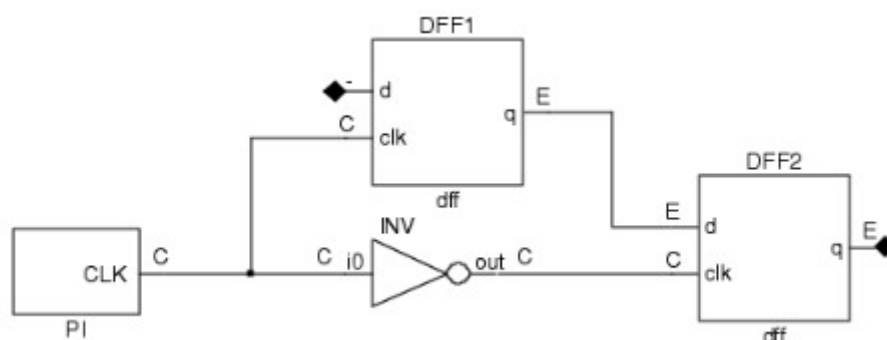 DFF1
- d
E
q
C clk
dff
DFF2
INV
E d
E
q
C CLK C i0 out C C clk
PI
dff